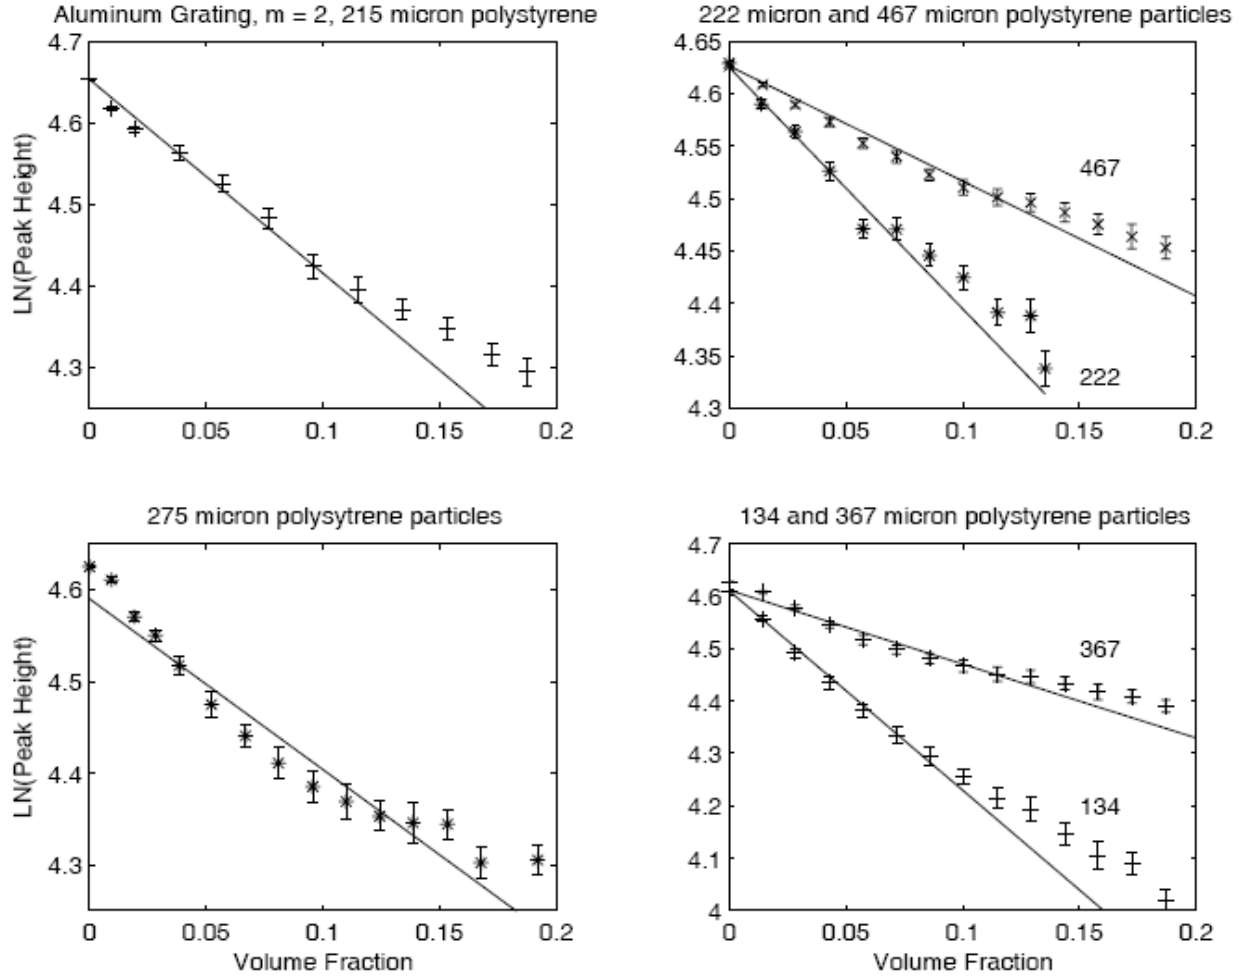 Aluminum Grating, m = 2, 215 micron polystyrene
4.7
4.6
4.5
4.4
4.3
0 0.05 0.1 0.15 0.2
LN(Peak Height)
222 micron and 467 micron polystyrene particles
4.65
4.6
4.55
4.5
4.45
4.4
4.35
4.3
467
222
0 0.05 0.1 0.15 0.2
275 micron polysytrene particles
4.6
4.5
4.4
4.3
0 0.05 0.1 0.15 0.2
LN(Peak Height)
Volume Fraction
134 and 367 micron polystyrene particles
4.7
4.6
4.5
4.4
4.3
4.2
4.1
4
367
134
0 0.05 0.1 0.15 0.2
Volume Fraction